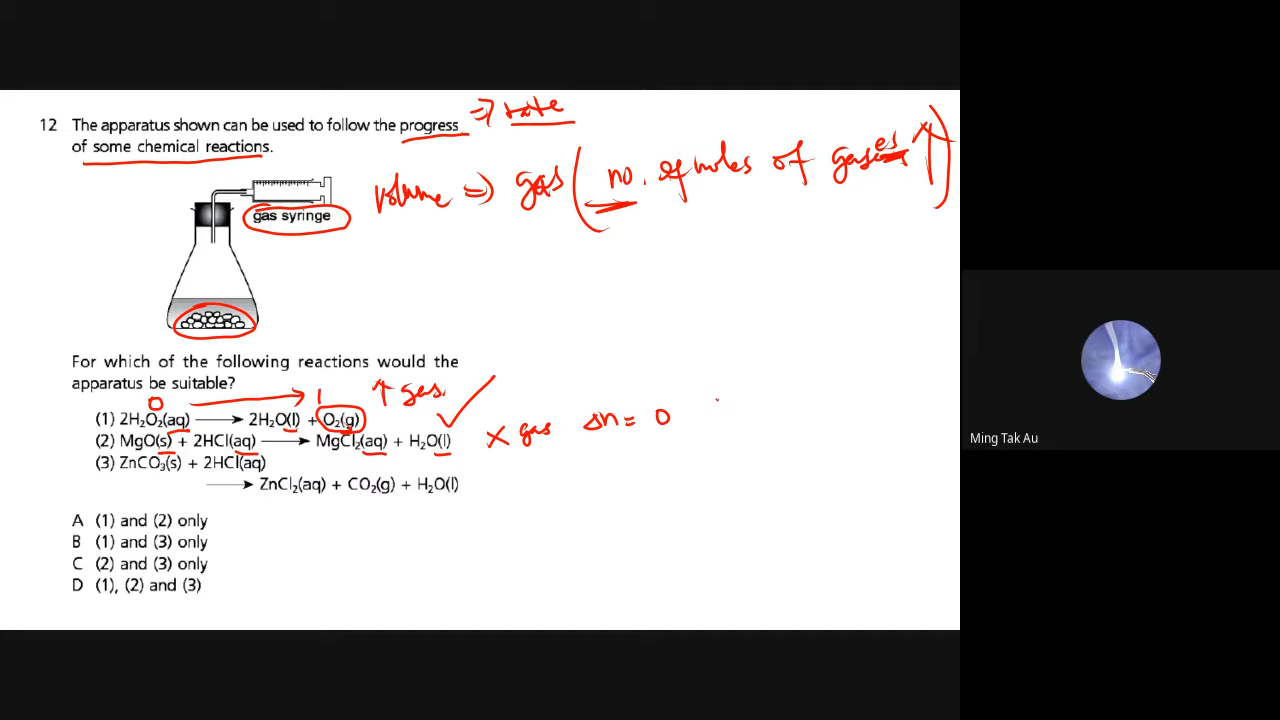 ⇒ rate
12 The apparatus shown can be used to follow the progress
of some chemical reactions.
volume ⇒ gas ( no. of moles of gases ↑ )
gas syringe
For which of the following reactions would the
apparatus be suitable?
0 → 1 ↑ gas
(1) 2H₂O₂(aq) ⟶ 2H₂O(l) + O₂(g) ✓
(2) MgO(s) + 2HCl(aq) ⟶ MgCl₂(aq) + H₂O(l) × gas Δn = 0
(3) ZnCO₃(s) + 2HCl(aq)
⟶ ZnCl₂(aq) + CO₂(g) + H₂O(l)
A (1) and (2) only
B (1) and (3) only
C (2) and (3) only
D (1), (2) and (3)
Ming Tak Au